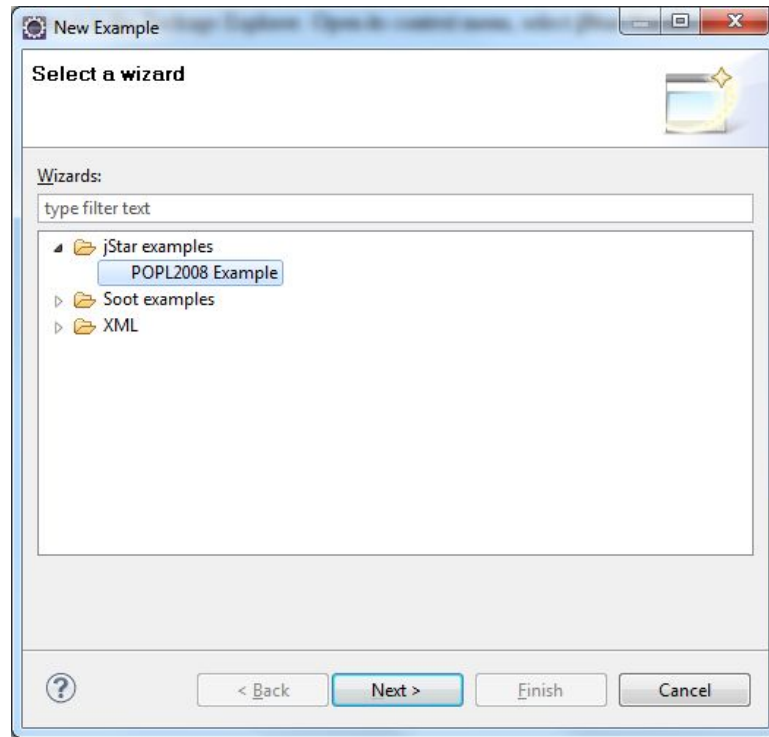 New Example
Select a wizard
Wizards:
type filter text
jStar examples
POPL2008 Example
Soot examples
XML
< Back Next > Finish Cancel